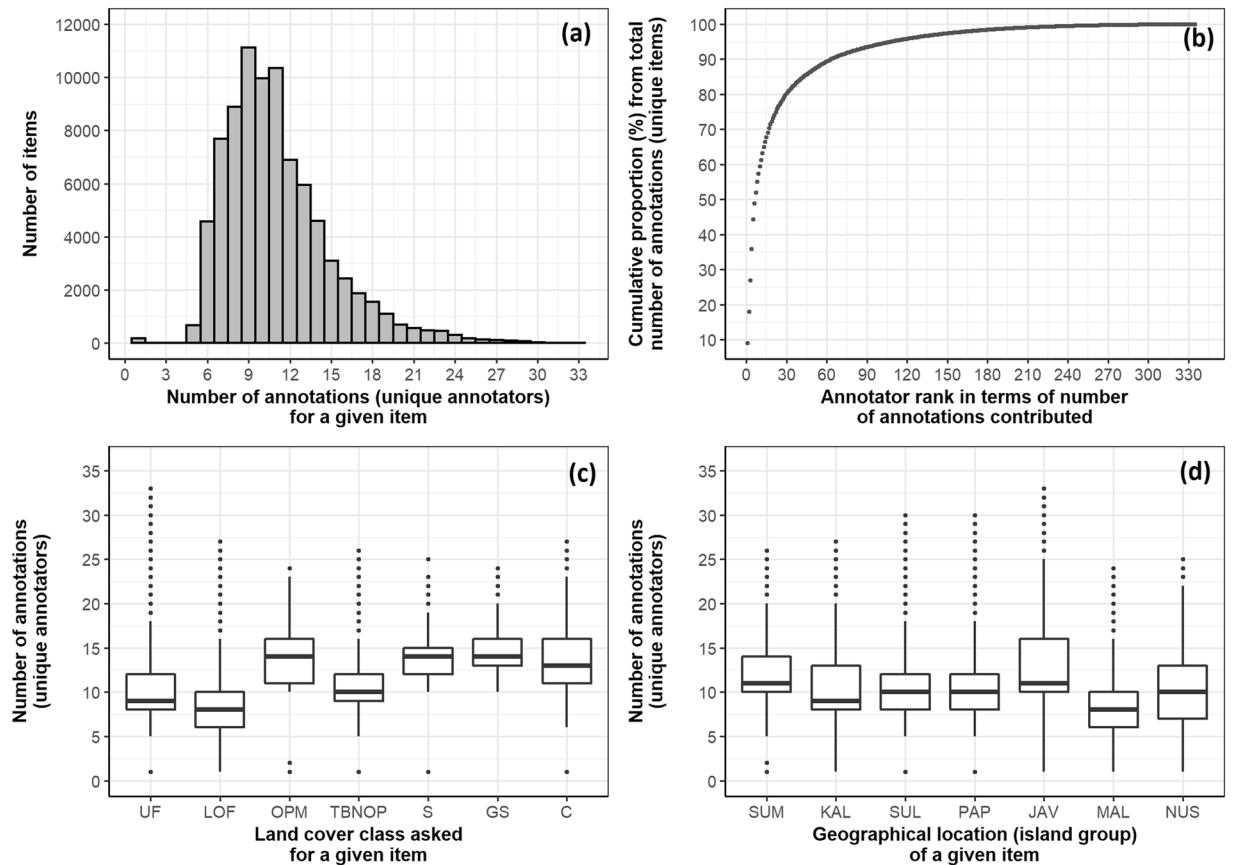 (a)
12000
10000
8000
6000
4000
2000
0
Number of items
0 3 6 9 12 15 18 21 24 27 30 33
Number of annotations (unique annotators)
for a given item
(b)
100
90
80
70
60
50
40
30
20
10
Cumulative proportion (%) from total
number of annotations (unique items)
0 30 60 90 120 150 180 210 240 270 300 330
Annotator rank in terms of number
of annotations contributed
(c)
35
30
25
20
15
10
5
0
Number of annotations
(unique annotators)
UF LOF OPM TBNOP S GS C
Land cover class asked
for a given item
(d)
35
30
25
20
15
10
5
0
Number of annotations
(unique annotators)
SUM KAL SUL PAP JAV MAL NUS
Geographical location (island group)
of a given item